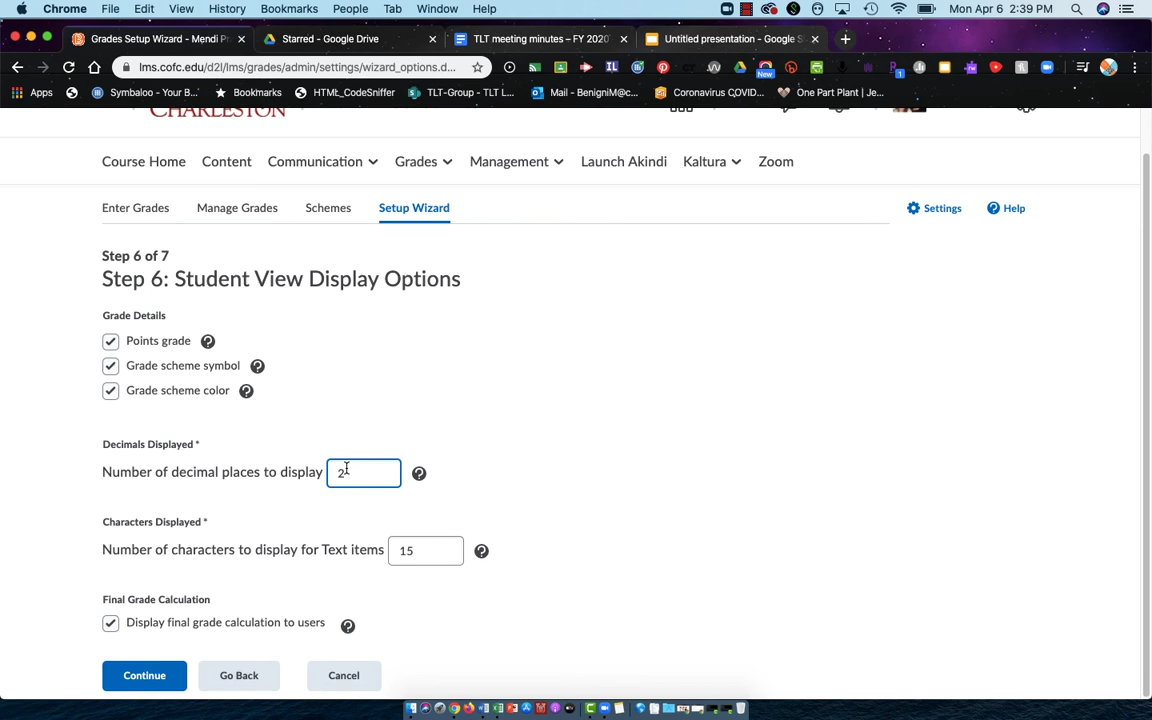 Chrome File Edit View History Bookmarks People Tab Window Help Mon Apr 6 2:39 PM
Grades Setup Wizard - Mendi Pr Starred - Google Drive TLT meeting minutes – FY 2020 Untitled presentation - Google S
lms.cofc.edu/d2l/lms/grades/admin/settings/wizard_options.d... New 1
Apps Symbaloo - Your B... Bookmarks HTML_CodeSniffer TLT-Group - TLT L... Mail - BenigniM@c... Coronavirus COVID... One Part Plant | Je...
CHARLESTON
Course Home Content Communication Grades Management Launch Akindi Kaltura Zoom
Enter Grades Manage Grades Schemes Setup Wizard Settings Help
Step 6 of 7
Step 6: Student View Display Options
Grade Details
Points grade
Grade scheme symbol
Grade scheme color
Decimals Displayed *
Number of decimal places to display 2
Characters Displayed *
Number of characters to display for Text items 15
Final Grade Calculation
Display final grade calculation to users
Continue Go Back Cancel